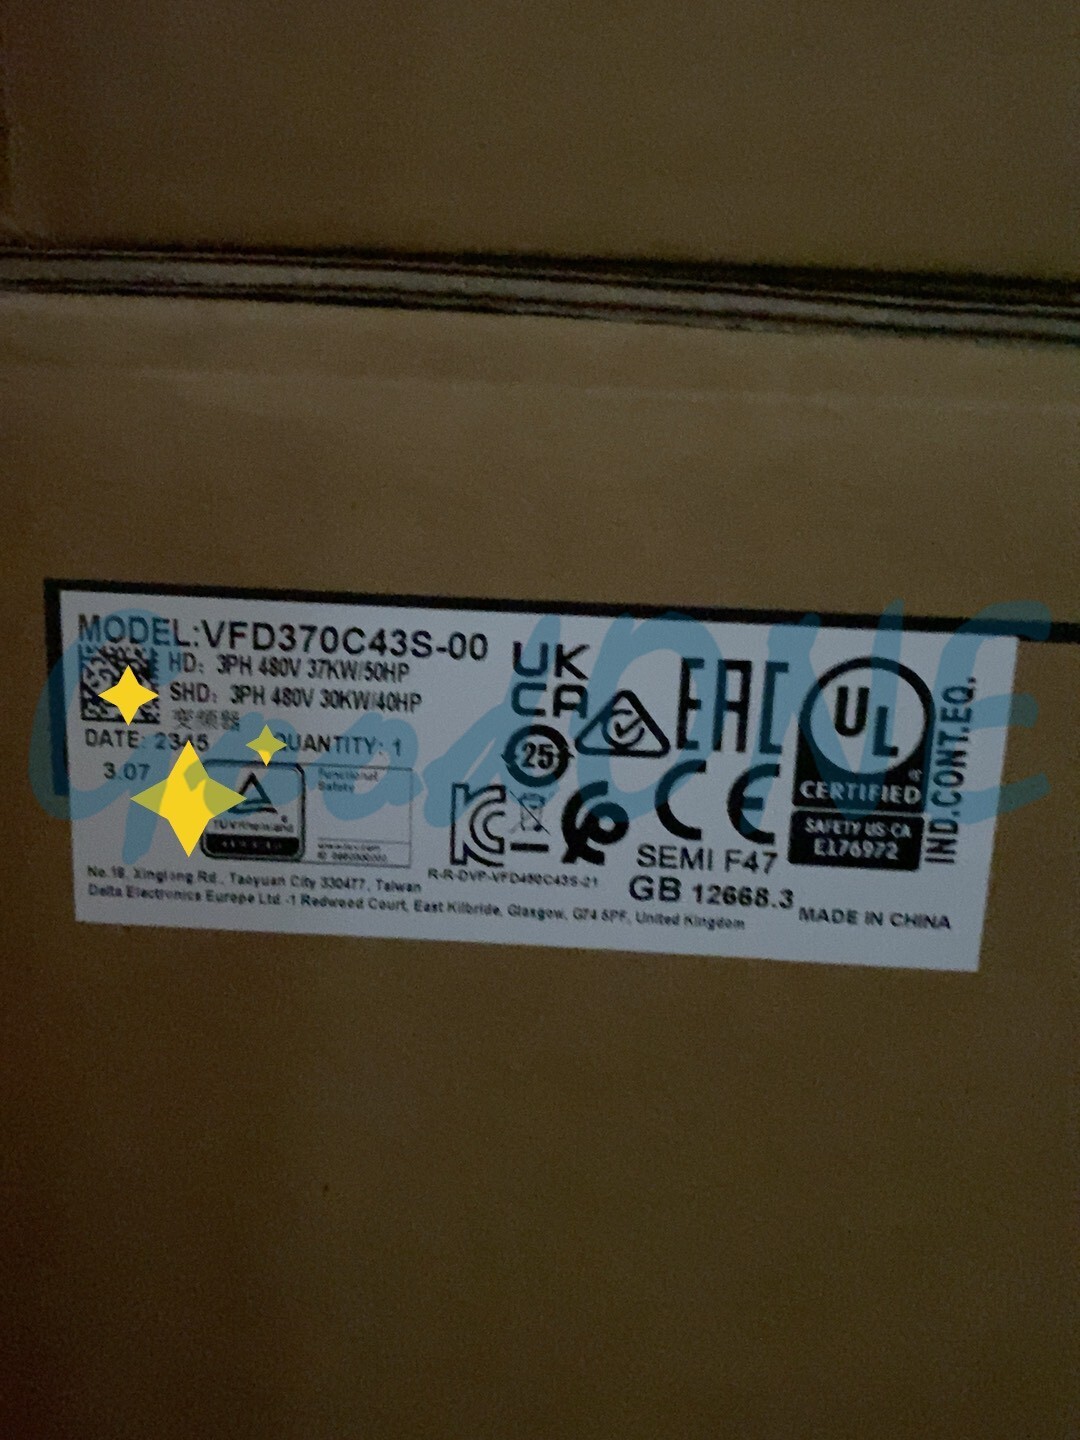 MODEL:VFD370C43S-00
HD: 3PH 480V 37KW/50HP
SHD: 3PH 480V 30KW/40HP
变频器
DATE: 2345 QUANTITY: 1
3.07
TÜVRheinland
Functional
Safety
UK
CA
25
EAC
UL
®
CERTIFIED
SAFETY US-CA
E176972
IND.CONT.EQ.
CE
SEMI F47
GB 12668.3
R-R-DVP-VFD450C43S-21
No.18, Xinglong Rd., Taoyuan City 330477, Taiwan
Delta Electronics Europe Ltd.-1 Redwood Court, East Kilbride, Glasgow, G74 5PF, United Kingdom
MADE IN CHINA